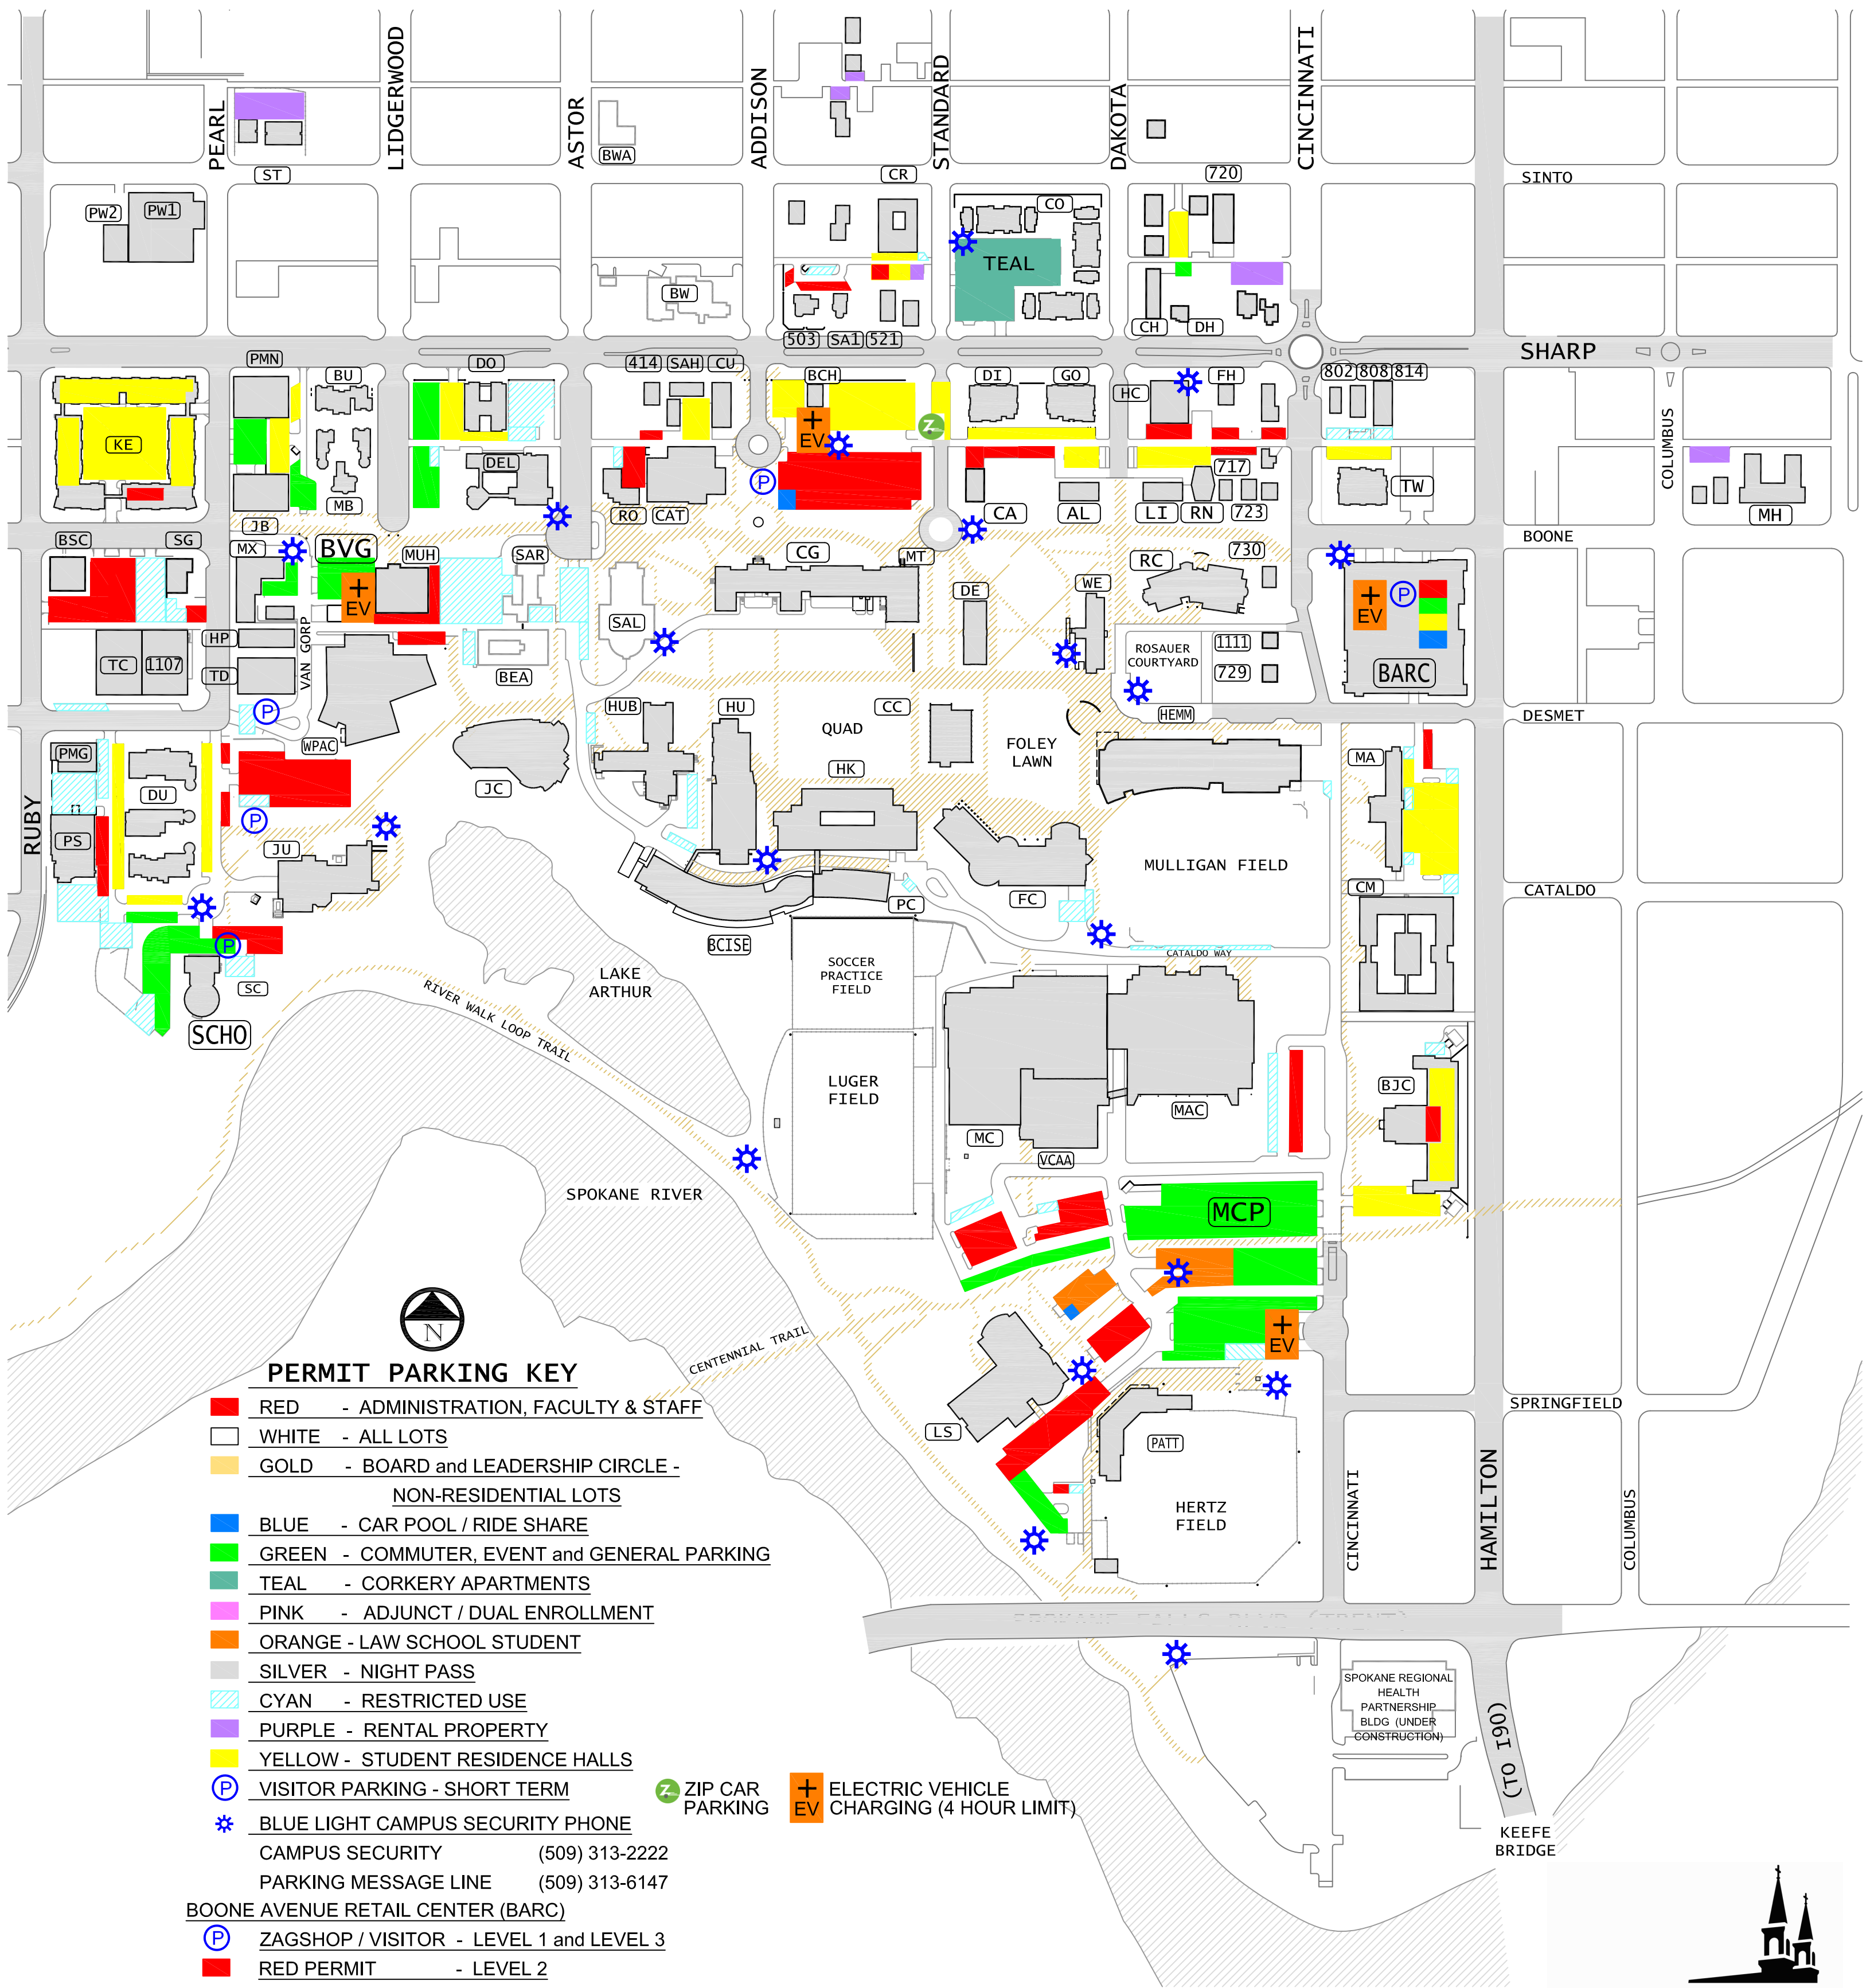 PEARL
LIDGERWOOD
ASTOR
ADDISON
STANDARD
DAKOTA
CINCINNATI
BWA
ST
CR
720
SINTO
PW2
PW1
CO
TEAL
BW
CH
DH
503
SA1
521
SHARP
PMN
BU
DO
414
SAH
CU
BCH
DI
GO
HC
FH
802
808
814
KE
EV
Z
COLUMBUS
DEL
P
717
TW
MB
JB
RO
CAT
CA
AL
LI
RN
723
MH
BSC
SG
MX
BVG
MUH
SAR
CG
MT
RC
730
BOONE
EV
DE
WE
EV
P
SAL
HP
VAN GORP
TC
1107
TD
BEA
ROSAUER
COURTYARD
1111
729
BARC
P
HUB
HU
CC
HEMM
DESMET
QUAD
FOLEY
LAWN
PMG
WPAC
MA
HK
JC
DU
RUBY
P
PS
JU
MULLIGAN FIELD
CM
CATALDO
FC
PC
P
BCISE
CATALDO WAY
SC
LAKE
ARTHUR
SOCCER
PRACTICE
FIELD
RIVER WALK LOOP TRAIL
SCHO
LUGER
FIELD
BJC
MAC
MC
VCAA
SPOKANE RIVER
MCP
EV
N
CENTENNIAL TRAIL
SPRINGFIELD
LS
PATT
HERTZ
FIELD
CINCINNATI
HAMILTON
COLUMBUS
SPOKANE FALLS BLVD (TRENT)
SPOKANE REGIONAL
HEALTH
PARTNERSHIP
BLDG (UNDER
CONSTRUCTION)
(TO I90)
KEEFE
BRIDGE
PERMIT PARKING KEY
RED - ADMINISTRATION, FACULTY & STAFF
WHITE - ALL LOTS
GOLD - BOARD and LEADERSHIP CIRCLE -
NON-RESIDENTIAL LOTS
BLUE - CAR POOL / RIDE SHARE
GREEN - COMMUTER, EVENT and GENERAL PARKING
TEAL - CORKERY APARTMENTS
PINK - ADJUNCT / DUAL ENROLLMENT
ORANGE - LAW SCHOOL STUDENT
SILVER - NIGHT PASS
CYAN - RESTRICTED USE
PURPLE - RENTAL PROPERTY
YELLOW - STUDENT RESIDENCE HALLS
P VISITOR PARKING - SHORT TERM
Z ZIP CAR
PARKING
EV ELECTRIC VEHICLE
CHARGING (4 HOUR LIMIT)
BLUE LIGHT CAMPUS SECURITY PHONE
CAMPUS SECURITY (509) 313-2222
PARKING MESSAGE LINE (509) 313-6147
BOONE AVENUE RETAIL CENTER (BARC)
P ZAGSHOP / VISITOR - LEVEL 1 and LEVEL 3
RED PERMIT - LEVEL 2